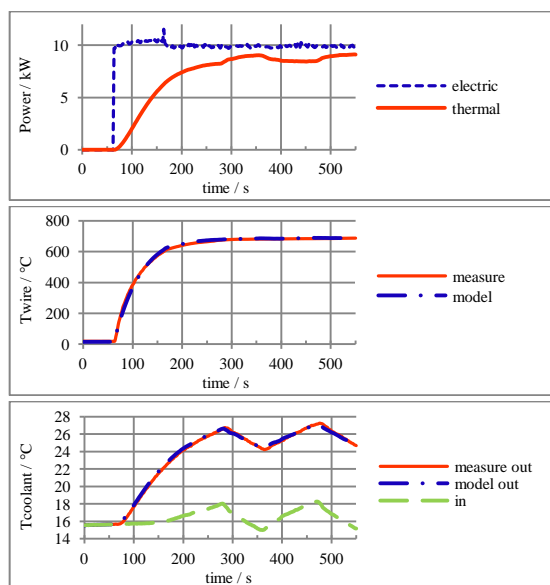 Power / kW
10
5
0
0 100 200 300 400 500
time / s
electric
thermal
Twire / °C
800
600
400
200
0
0 100 200 300 400 500
time / s
measure
model
Tcoolant / °C
28
26
24
22
20
18
16
14
0 100 200 300 400 500
time / s
measure out
model out
in